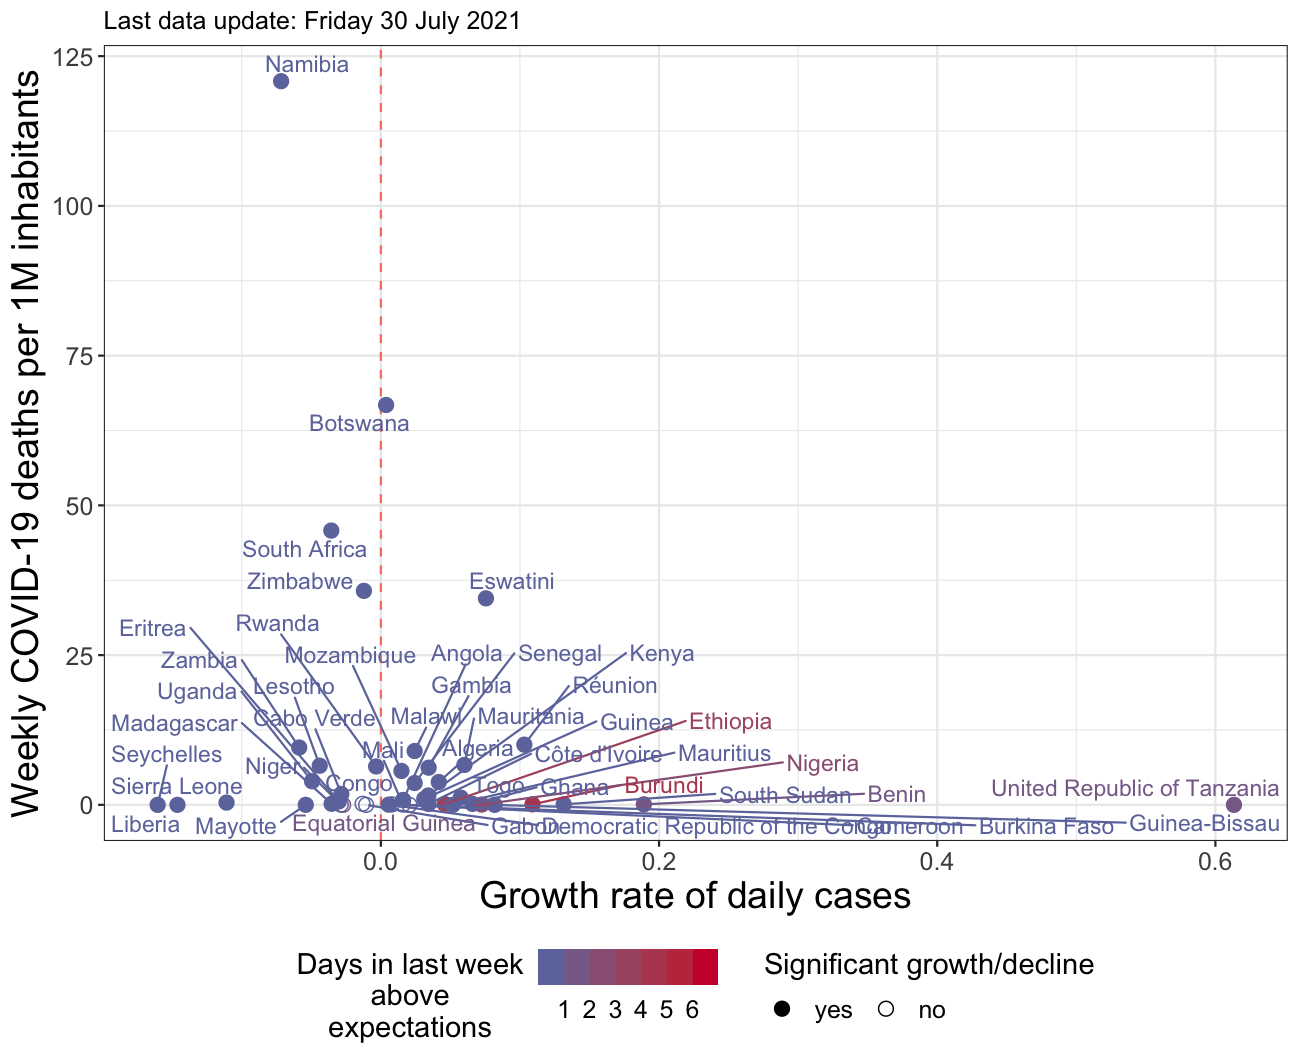 Last data update: Friday 30 July 2021
Weekly COVID-19 deaths per 1M inhabitants
125
100
75
50
25
0
Namibia
Botswana
South Africa
Zimbabwe
Eswatini
Eritrea
Rwanda
Zambia
Mozambique
Angola
Senegal
Kenya
Uganda
Lesotho
Gambia
Réunion
Madagascar
Cabo Verde
Malawi
Mauritania
Guinea
Ethiopia
Seychelles
Mali
Algeria
Côte d'Ivoire
Mauritius
Niger
Nigeria
Sierra Leone
Congo
Togo
Ghana
Burundi
South Sudan
Benin
United Republic of Tanzania
Liberia
Mayotte
Equatorial Guinea
Gabon
Democratic Republic of the Congo
Cameroon
Burkina Faso
Guinea-Bissau
0.0
0.2
0.4
0.6
Growth rate of daily cases
Days in last week
above
expectations
1 2 3 4 5 6
Significant growth/decline
yes
no